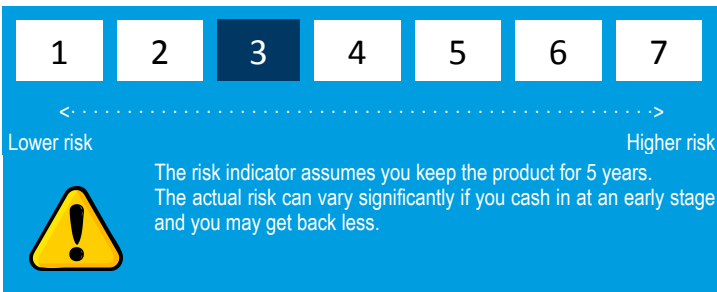 1 2 3 4 5 6 7
Lower risk Higher risk
The risk indicator assumes you keep the product for 5 years.
The actual risk can vary significantly if you cash in at an early stage
and you may get back less.